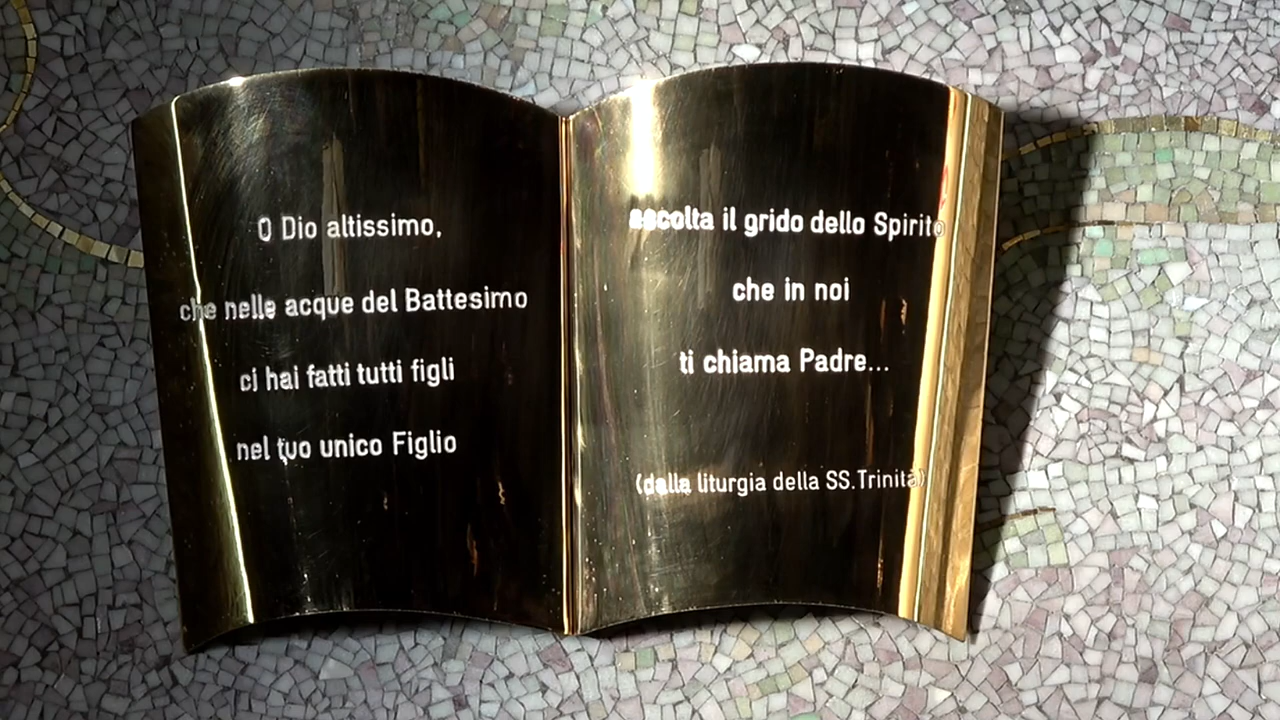 O Dio altissimo,
che nelle acque del Battesimo
ci hai fatti tutti figli
nel tuo unico Figlio
ascolta il grido dello Spirito
che in noi
ti chiama Padre...
(dalla liturgia della SS.Trinità)